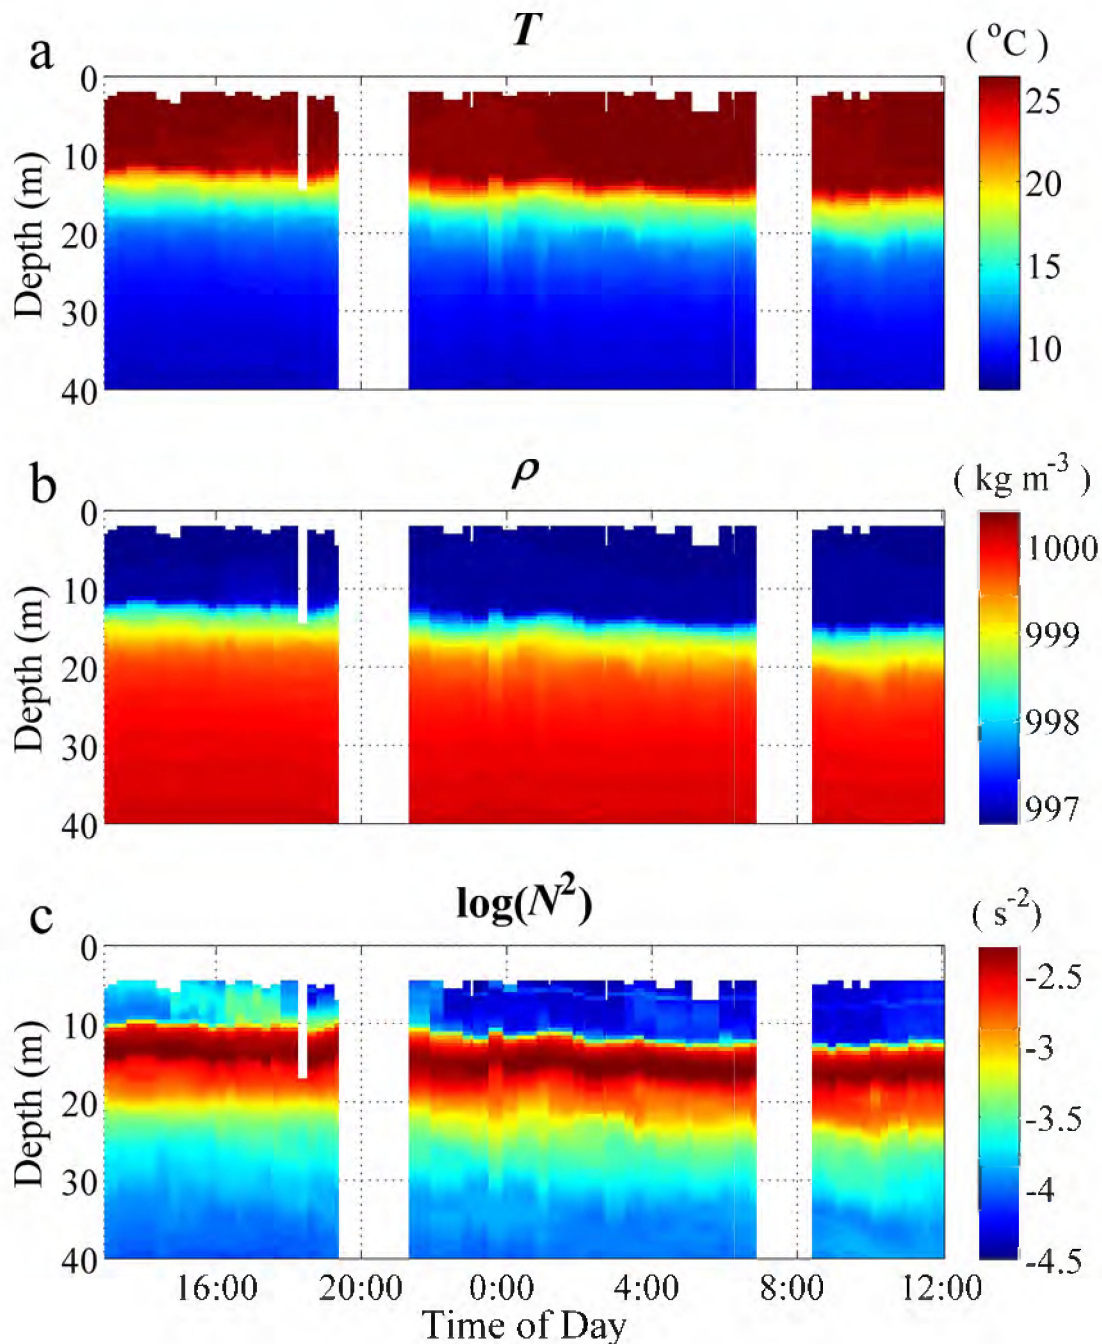 a
T
( °C )
0
10
20
30
40
Depth (m)
25
20
15
10
b
ρ
( kg m-3 )
0
10
20
30
40
Depth (m)
1000
999
998
997
c
log(N2)
( s-2 )
0
10
20
30
40
Depth (m)
-2.5
-3
-3.5
-4
-4.5
16:00 20:00 0:00 4:00 8:00 12:00
Time of Day